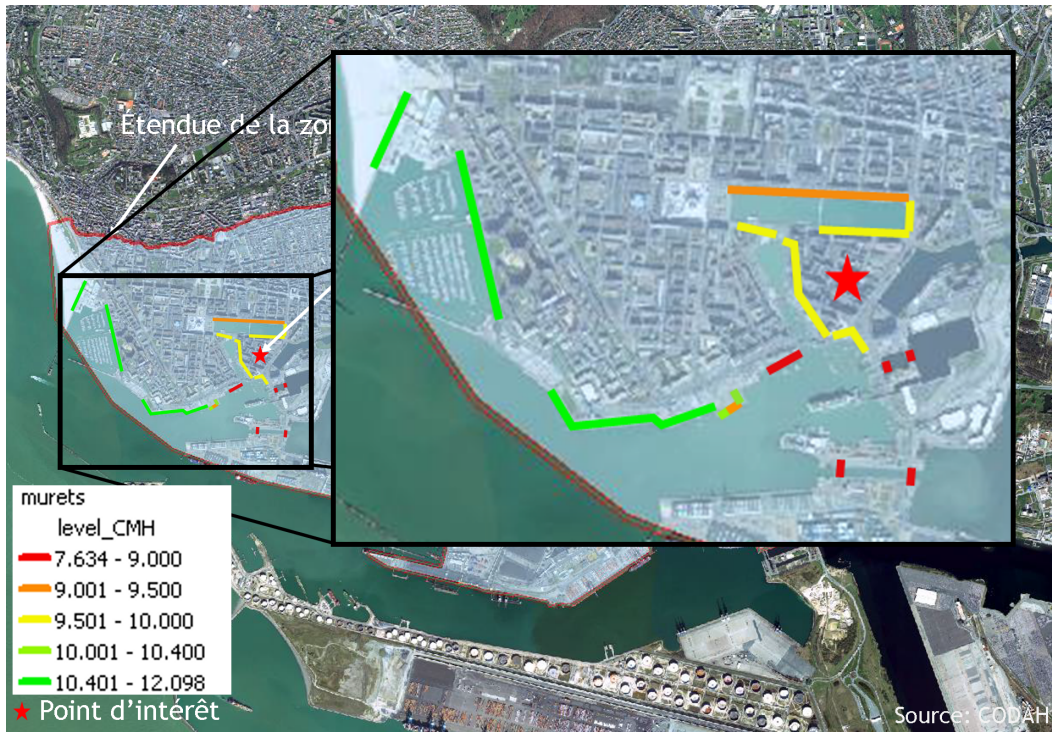 Étendue de la zo
murets
level_CMH
7.634 - 9.000
9.001 - 9.500
9.501 - 10.000
10.001 - 10.400
10.401 - 12.098
Point d'intérêt
Source: CODAH